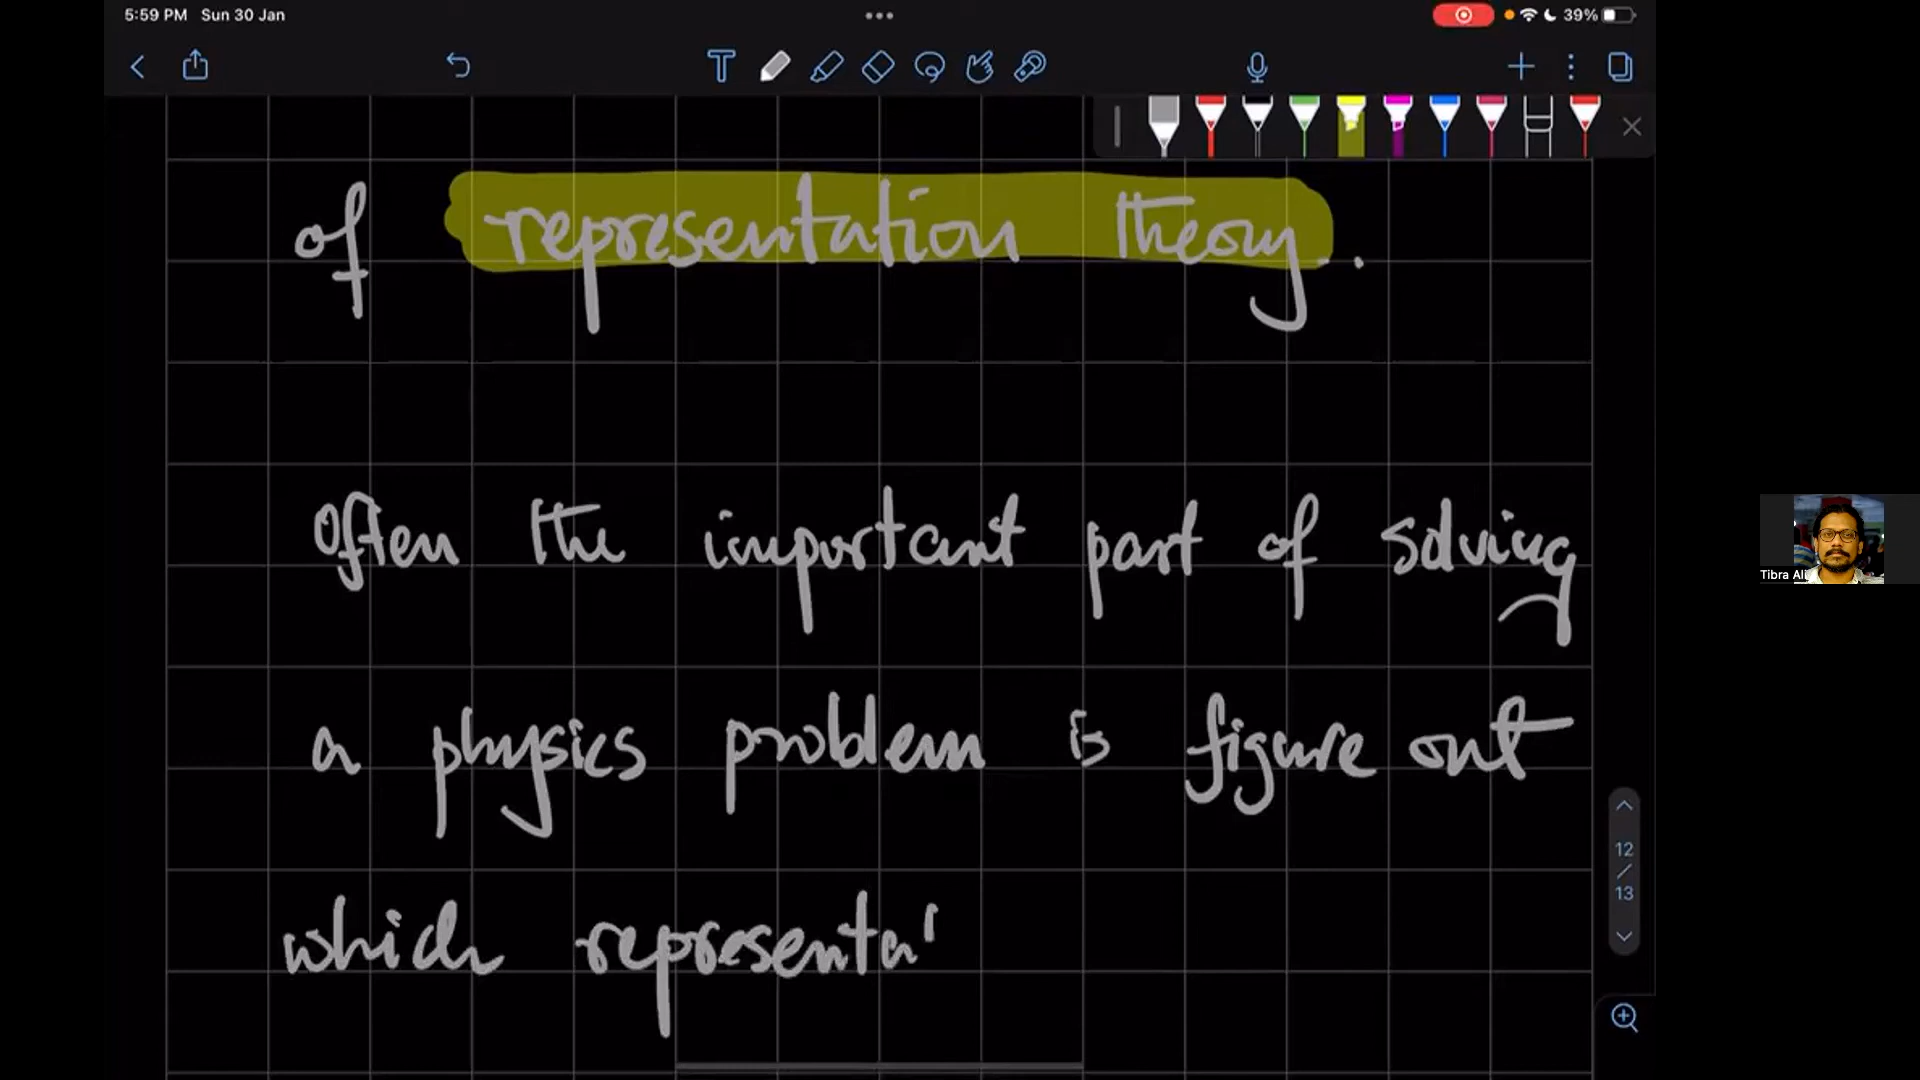 5:59 PM Sun 30 Jan
39%
of representation theory..
Often the important part of solving
a physics problem is figure out
12
/
13
which representa'
Tibra Ali